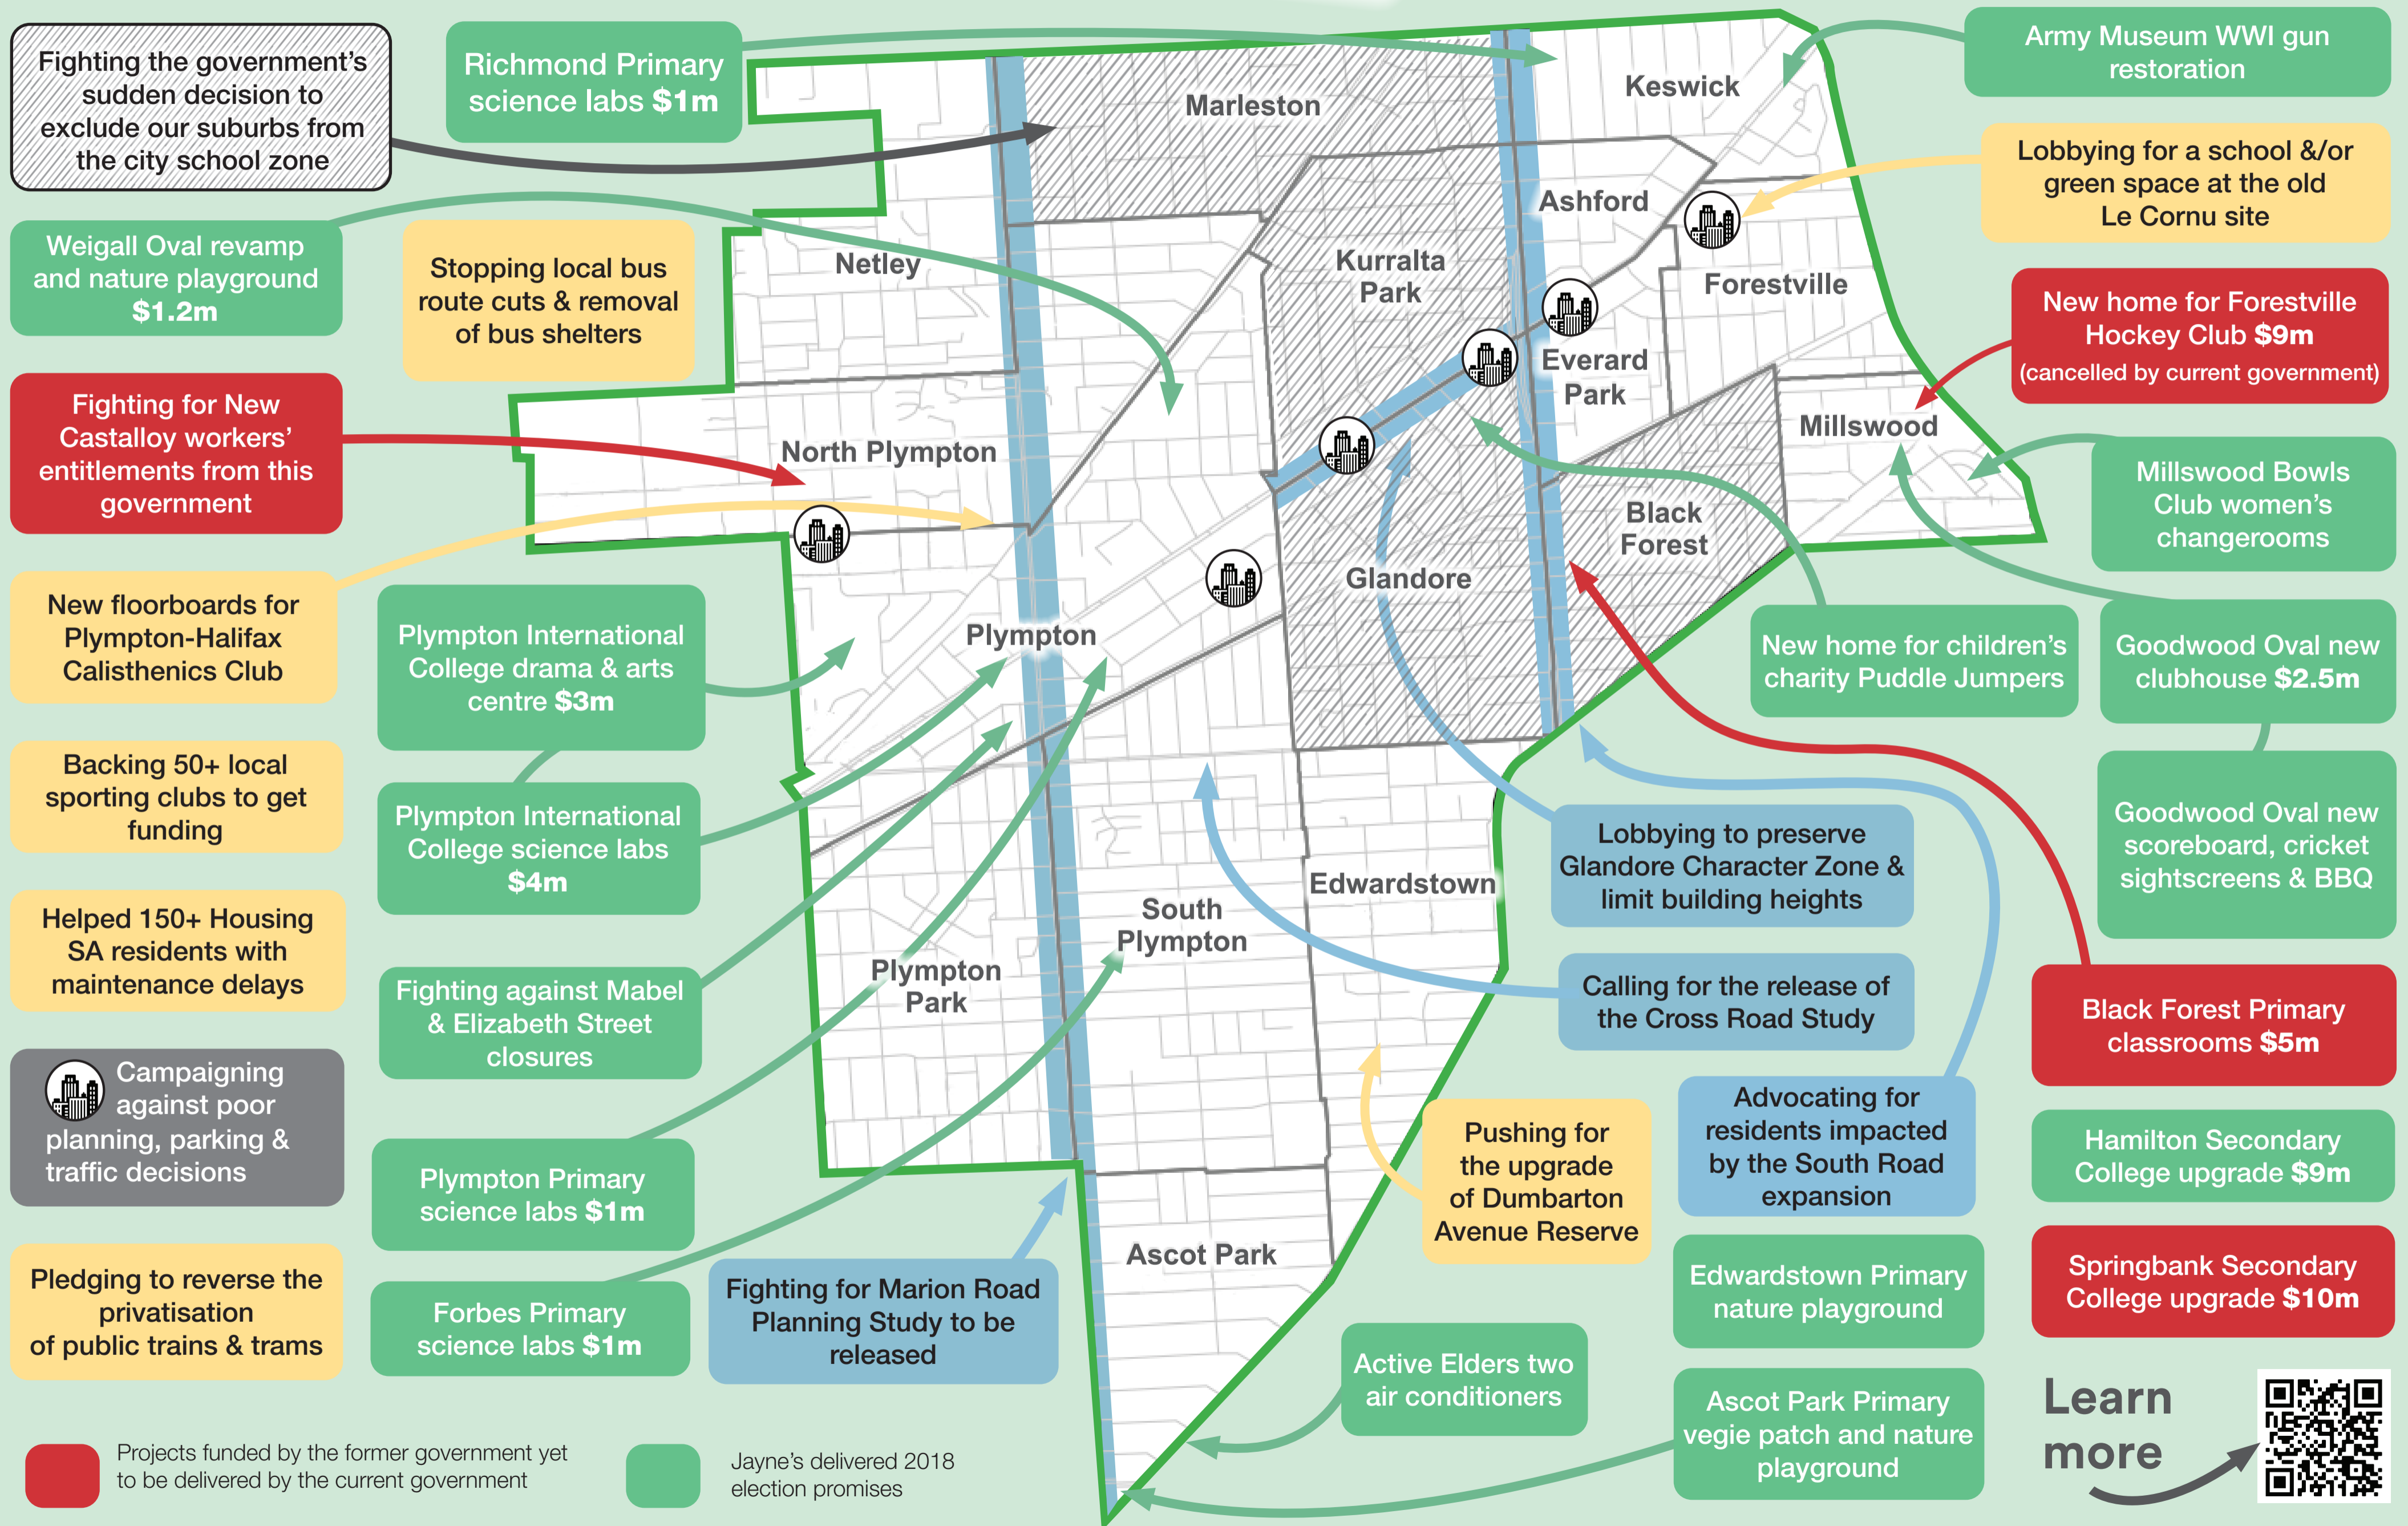 Fighting the government’s
sudden decision to
exclude our suburbs from
the city school zone
Richmond Primary
science labs $1m
Army Museum WWI gun
restoration
Lobbying for a school &/or
green space at the old
Le Cornu site
Weigall Oval revamp
and nature playground
$1.2m
Stopping local bus
route cuts & removal
of bus shelters
New home for Forestville
Hockey Club $9m
(cancelled by current government)
Fighting for New
Castalloy workers’
entitlements from this
government
Millswood Bowls
Club women’s
changerooms
New floorboards for
Plympton-Halifax
Calisthenics Club
Plympton International
College drama & arts
centre $3m
New home for children’s
charity Puddle Jumpers
Goodwood Oval new
clubhouse $2.5m
Backing 50+ local
sporting clubs to get
funding
Plympton International
College science labs
$4m
Lobbying to preserve
Glandore Character Zone &
limit building heights
Goodwood Oval new
scoreboard, cricket
sightscreens & BBQ
Helped 150+ Housing
SA residents with
maintenance delays
Fighting against Mabel
& Elizabeth Street
closures
Calling for the release of
the Cross Road Study
Black Forest Primary
classrooms $5m
Campaigning
against poor
planning, parking &
traffic decisions
Plympton Primary
science labs $1m
Pushing for
the upgrade
of Dumbarton
Avenue Reserve
Advocating for
residents impacted
by the South Road
expansion
Hamilton Secondary
College upgrade $9m
Pledging to reverse the
privatisation
of public trains & trams
Forbes Primary
science labs $1m
Fighting for Marion Road
Planning Study to be
released
Active Elders two
air conditioners
Edwardstown Primary
nature playground
Springbank Secondary
College upgrade $10m
Ascot Park Primary
vegie patch and nature
playground
Learn
more
Projects funded by the former government yet
to be delivered by the current government
Jayne’s delivered 2018
election promises
Marleston
Keswick
Ashford
Netley
Kurralta
Park
Forestville
Everard
Park
Millswood
North Plympton
Black
Forest
Glandore
Plympton
Edwardstown
South
Plympton
Plympton
Park
Ascot Park